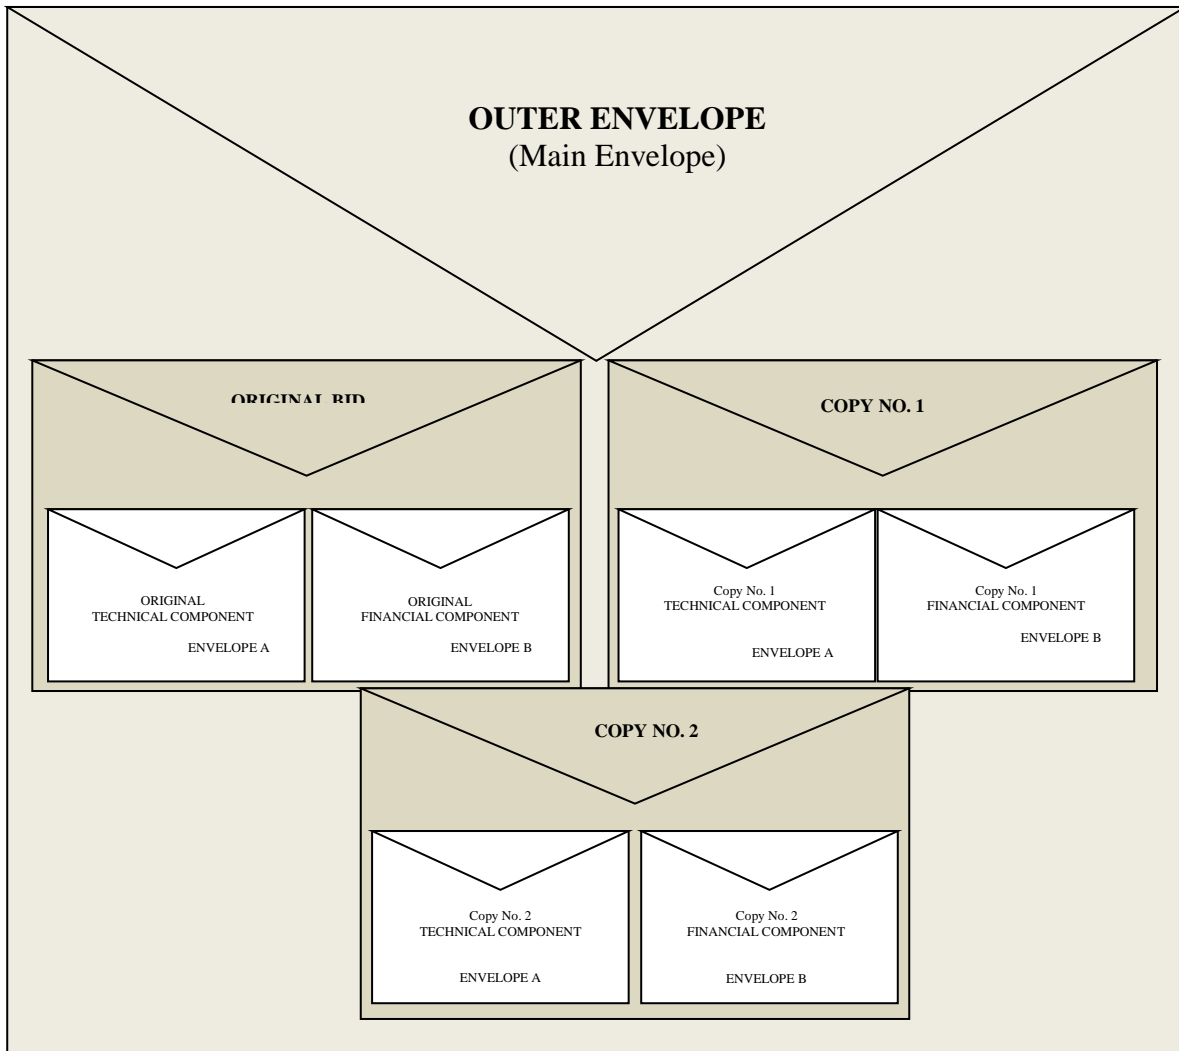 OUTER ENVELOPE
(Main Envelope)
ORIGINAL BID
COPY NO. 1
ORIGINAL
TECHNICAL COMPONENT
ENVELOPE A
ORIGINAL
FINANCIAL COMPONENT
ENVELOPE B
Copy No. 1
TECHNICAL COMPONENT
ENVELOPE A
Copy No. 1
FINANCIAL COMPONENT
ENVELOPE B
COPY NO. 2
Copy No. 2
TECHNICAL COMPONENT
ENVELOPE A
Copy No. 2
FINANCIAL COMPONENT
ENVELOPE B